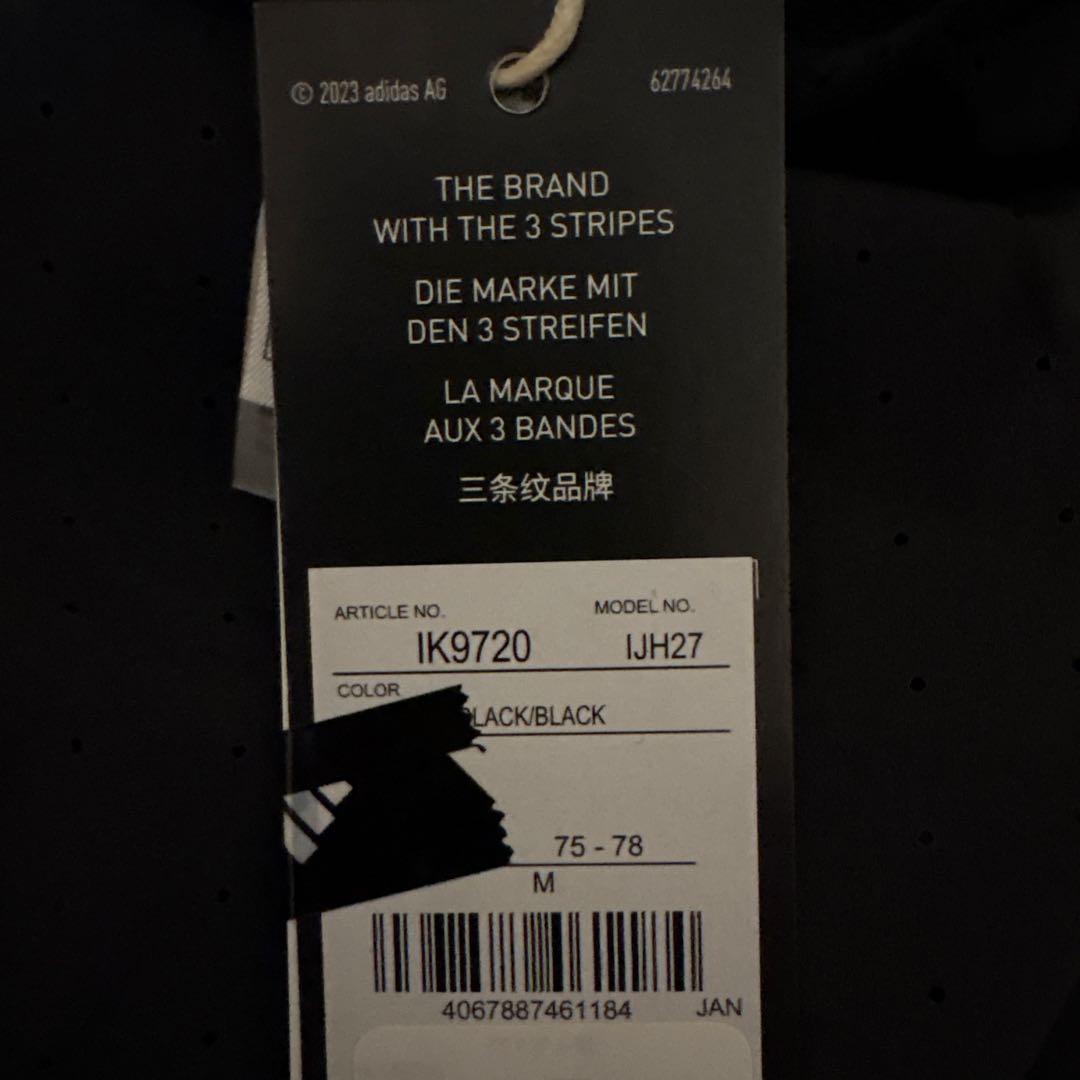 © 2023 adidas AG 62774264
THE BRAND
WITH THE 3 STRIPES
DIE MARKE MIT
DEN 3 STREIFEN
LA MARQUE
AUX 3 BANDES
三条纹品牌
ARTICLE NO. MODEL NO.
IK9720 IJH27
COLOR
LACK/BLACK
75 - 78
M
4067887461184 JAN